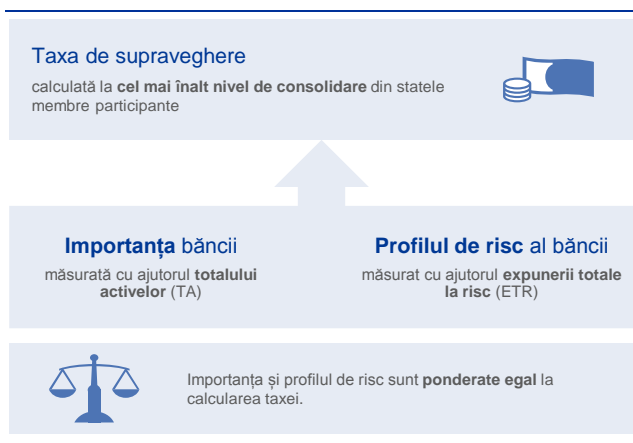 Taxa de supraveghere
calculată la cel mai înalt nivel de consolidare din statele
membre participante
Importanța băncii
măsurată cu ajutorul totalului
activelor (TA)
Profilul de risc al băncii
măsurat cu ajutorul expunerii totale
la risc (ETR)
Importanța și profilul de risc sunt ponderate egal la
calcularea taxei.